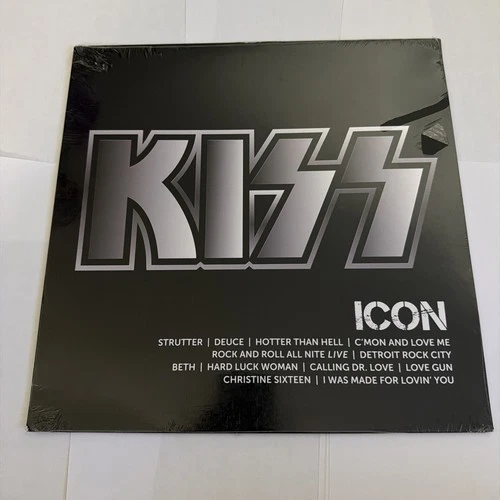 KISS
ICON
STRUTTER | DEUCE | HOTTER THAN HELL | C'MON AND LOVE ME
ROCK AND ROLL ALL NITE LIVE | DETROIT ROCK CITY
BETH | HARD LUCK WOMAN | CALLING DR. LOVE | LOVE GUN
CHRISTINE SIXTEEN | I WAS MADE FOR LOVIN' YOU